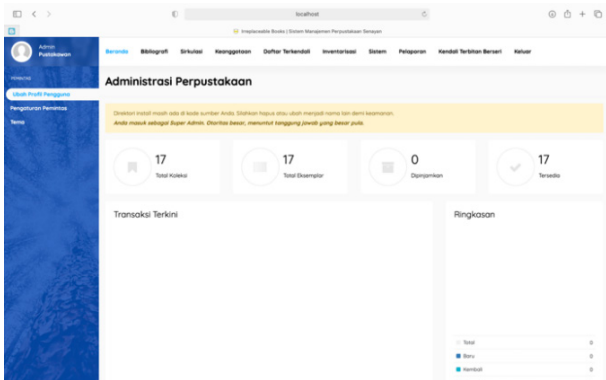 localhost
Irreplaceable Books | Sistem Manajemen Perpustakaan Senayan
Admin
Pustakawan
Beranda Bibliografi Sirkulasi Keanggotaan Daftar Terkendali Inventarisasi Sistem Pelaporan Kendali Terbitan Berseri Keluar
Ubah Profil Pengguna
Pengaturan Pemintas
Tema
Administrasi Perpustakaan
Direktori install masih ada di kode sumber Anda. Silahkan hapus atau ubah menjadi nama lain demi keamanan.
Anda masuk sebagai Super Admin. Otoritas besar, menuntut tanggung jawab yang besar pula.
17
Total Koleksi
17
Total Eksemplar
0
Dipinjamkan
17
Tersedia
Transaksi Terkini
Ringkasan
Total 0
Baru 0
Kembali 0